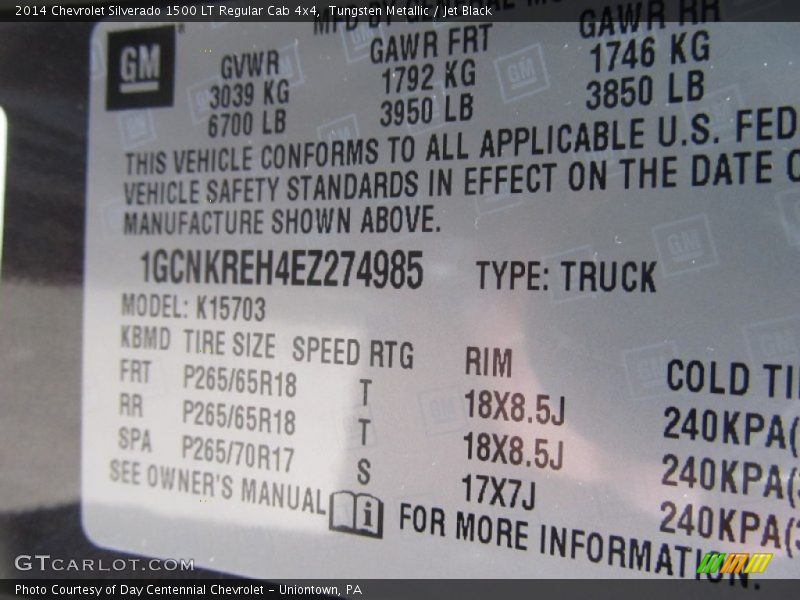 2014 Chevrolet Silverado 1500 LT Regular Cab 4x4, Tungsten Metallic / Jet Black
MFD BY GENERAL
GM
GVWR GAWR FRT GAWR RR
3039 KG 1792 KG 1746 KG
6700 LB 3950 LB 3850 LB
THIS VEHICLE CONFORMS TO ALL APPLICABLE U.S. FED
VEHICLE SAFETY STANDARDS IN EFFECT ON THE DATE O
MANUFACTURE SHOWN ABOVE.
1GCNKREH4EZ274985 TYPE: TRUCK
MODEL: K15703
KBMD TIRE SIZE SPEED RTG RIM COLD TI
FRT P265/65R18 T 18X8.5J 240KPA(
RR P265/65R18 T 18X8.5J 240KPA(
SPA P265/70R17 S 17X7J 240KPA(
SEE OWNER'S MANUAL i FOR MORE INFORMATION.
GTCARLOT.COM
Photo Courtesy of Day Centennial Chevrolet - Uniontown, PA